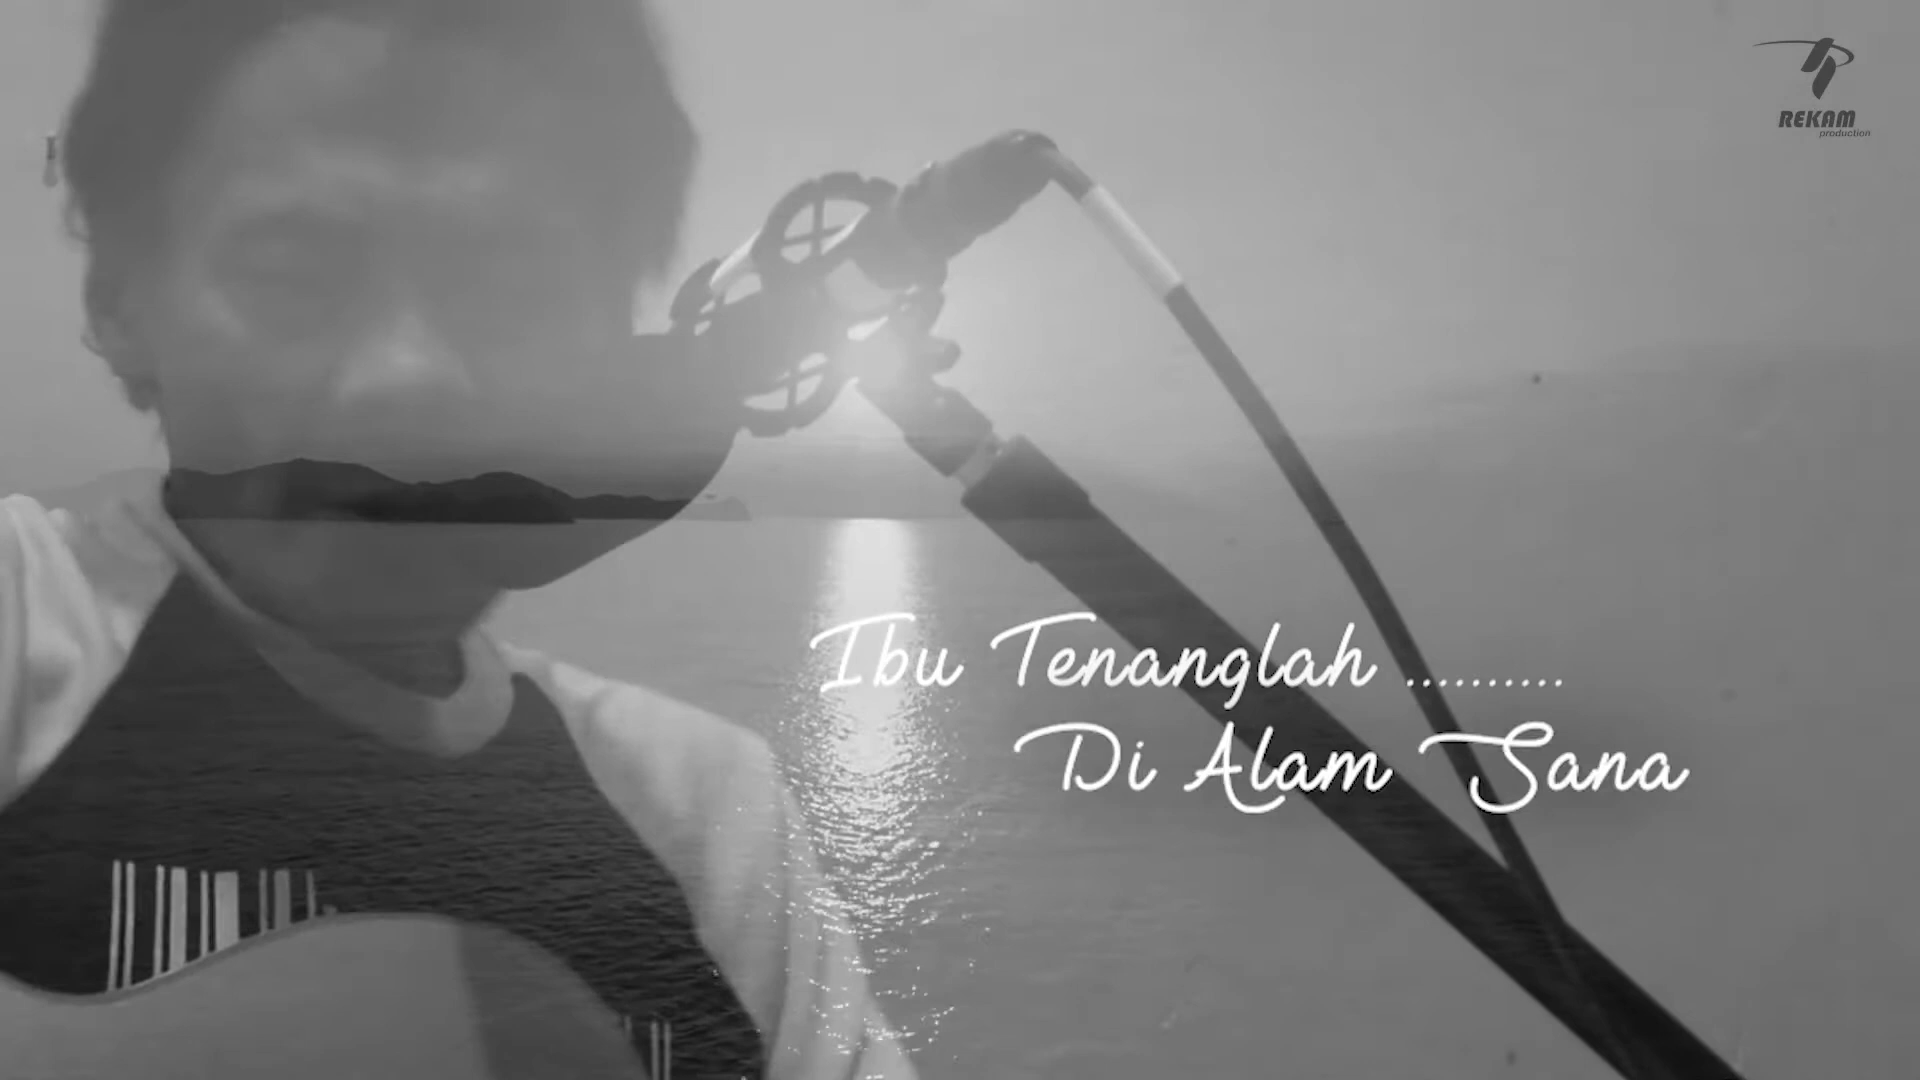 REKAM
production
Ibu Tenanglah ..........
Di Alam Sana